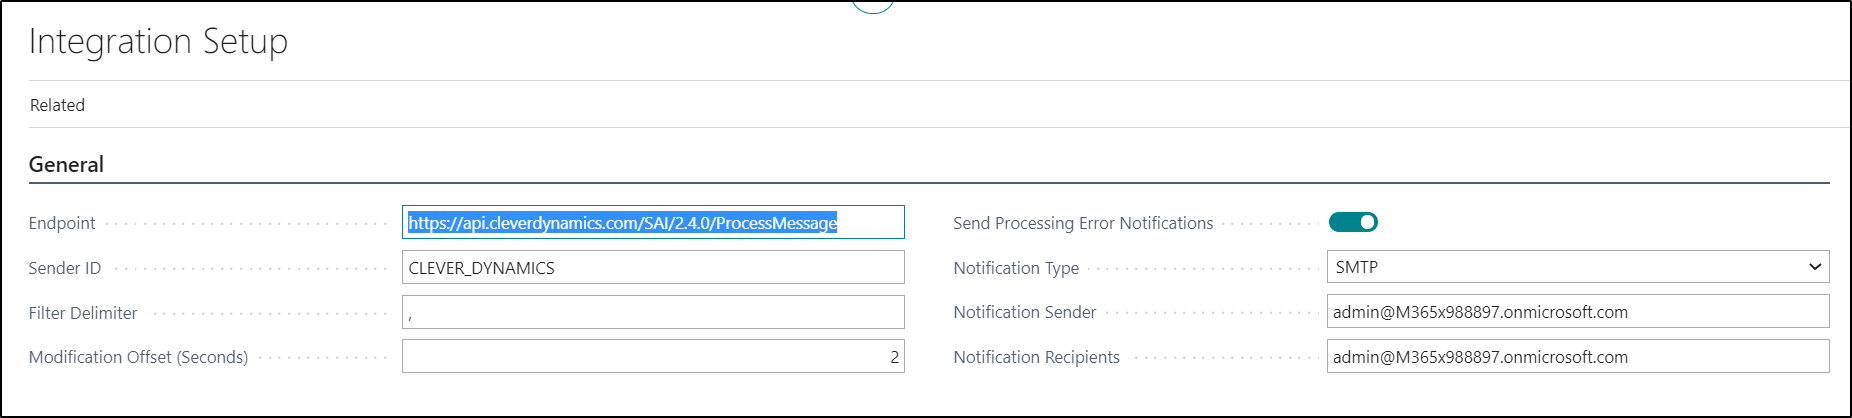 Integration Setup
Related
General
Endpoint https://api.cleverdynamics.com/SAI/2.4.0/ProcessMessage
Sender ID CLEVER_DYNAMICS
Filter Delimiter ,
Modification Offset (Seconds) 2
Send Processing Error Notifications
Notification Type SMTP
Notification Sender admin@M365x988897.onmicrosoft.com
Notification Recipients admin@M365x988897.onmicrosoft.com